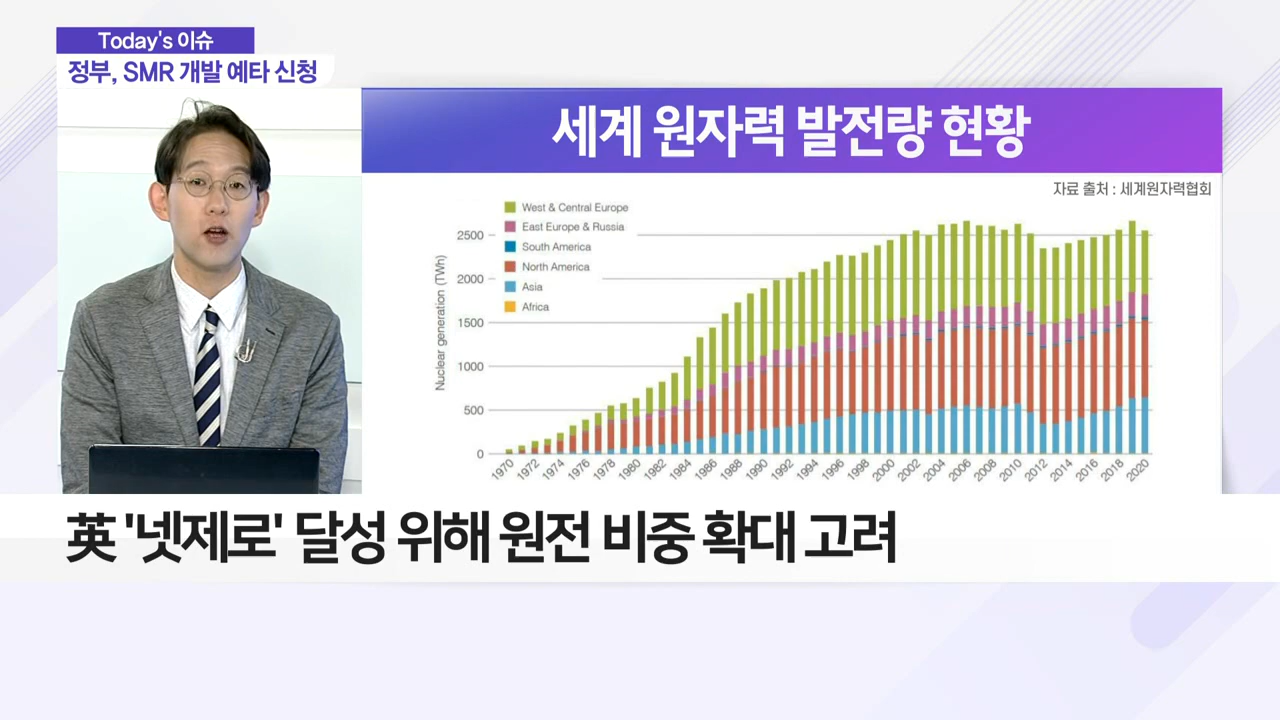 Today's 이슈
정부, SMR 개발 예타 신청
세계 원자력 발전량 현황
자료 출처 : 세계원자력협회
West & Central Europe
East Europe & Russia
South America
North America
Asia
Africa
Nuclear generation (TWh)
2500
2000
1500
1000
500
0
1970 1972 1974 1976 1978 1980 1982 1984 1986 1988 1990 1992 1994 1996 1998 2000 2002 2004 2006 2008 2010 2012 2014 2016 2018 2020
英 '넷제로' 달성 위해 원전 비중 확대 고려